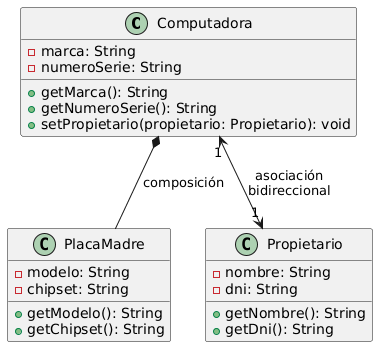 C Computadora
marca: String
numeroSerie: String
getMarca(): String
getNumeroSerie(): String
setPropietario(propietario: Propietario): void
1
composición
asociación
bidireccional
1
C PlacaMadre
modelo: String
chipset: String
getModelo(): String
getChipset(): String
C Propietario
nombre: String
dni: String
getNombre(): String
getDni(): String